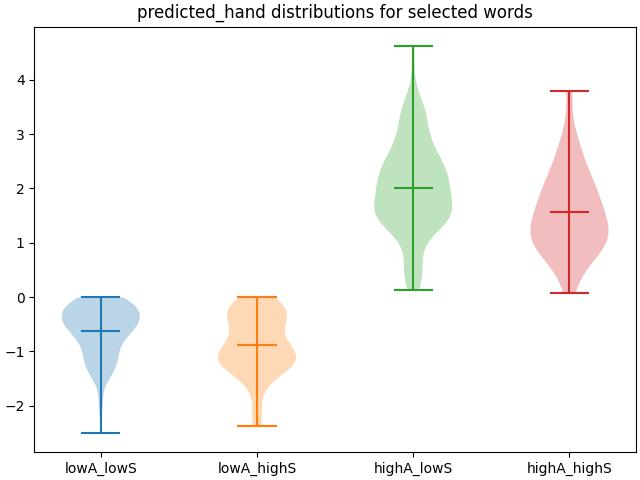 predicted_hand distributions for selected words
4
3
2
1
0
−1
−2
lowA_lowS
lowA_highS
highA_lowS
highA_highS